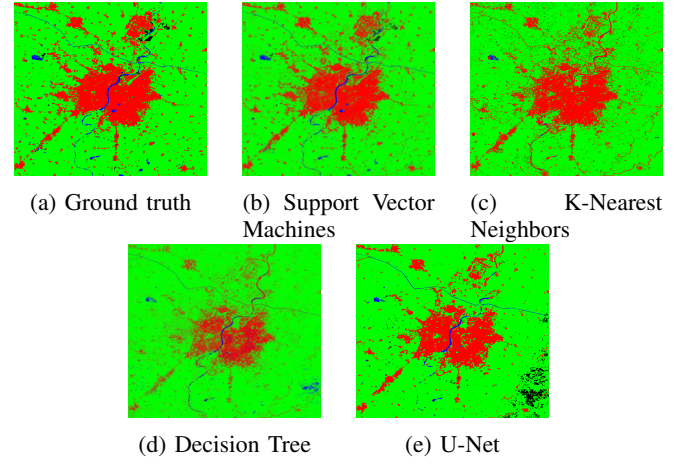 (a) Ground truth
(b) Support Vector
Machines
(c) K-Nearest
Neighbors
(d) Decision Tree
(e) U-Net